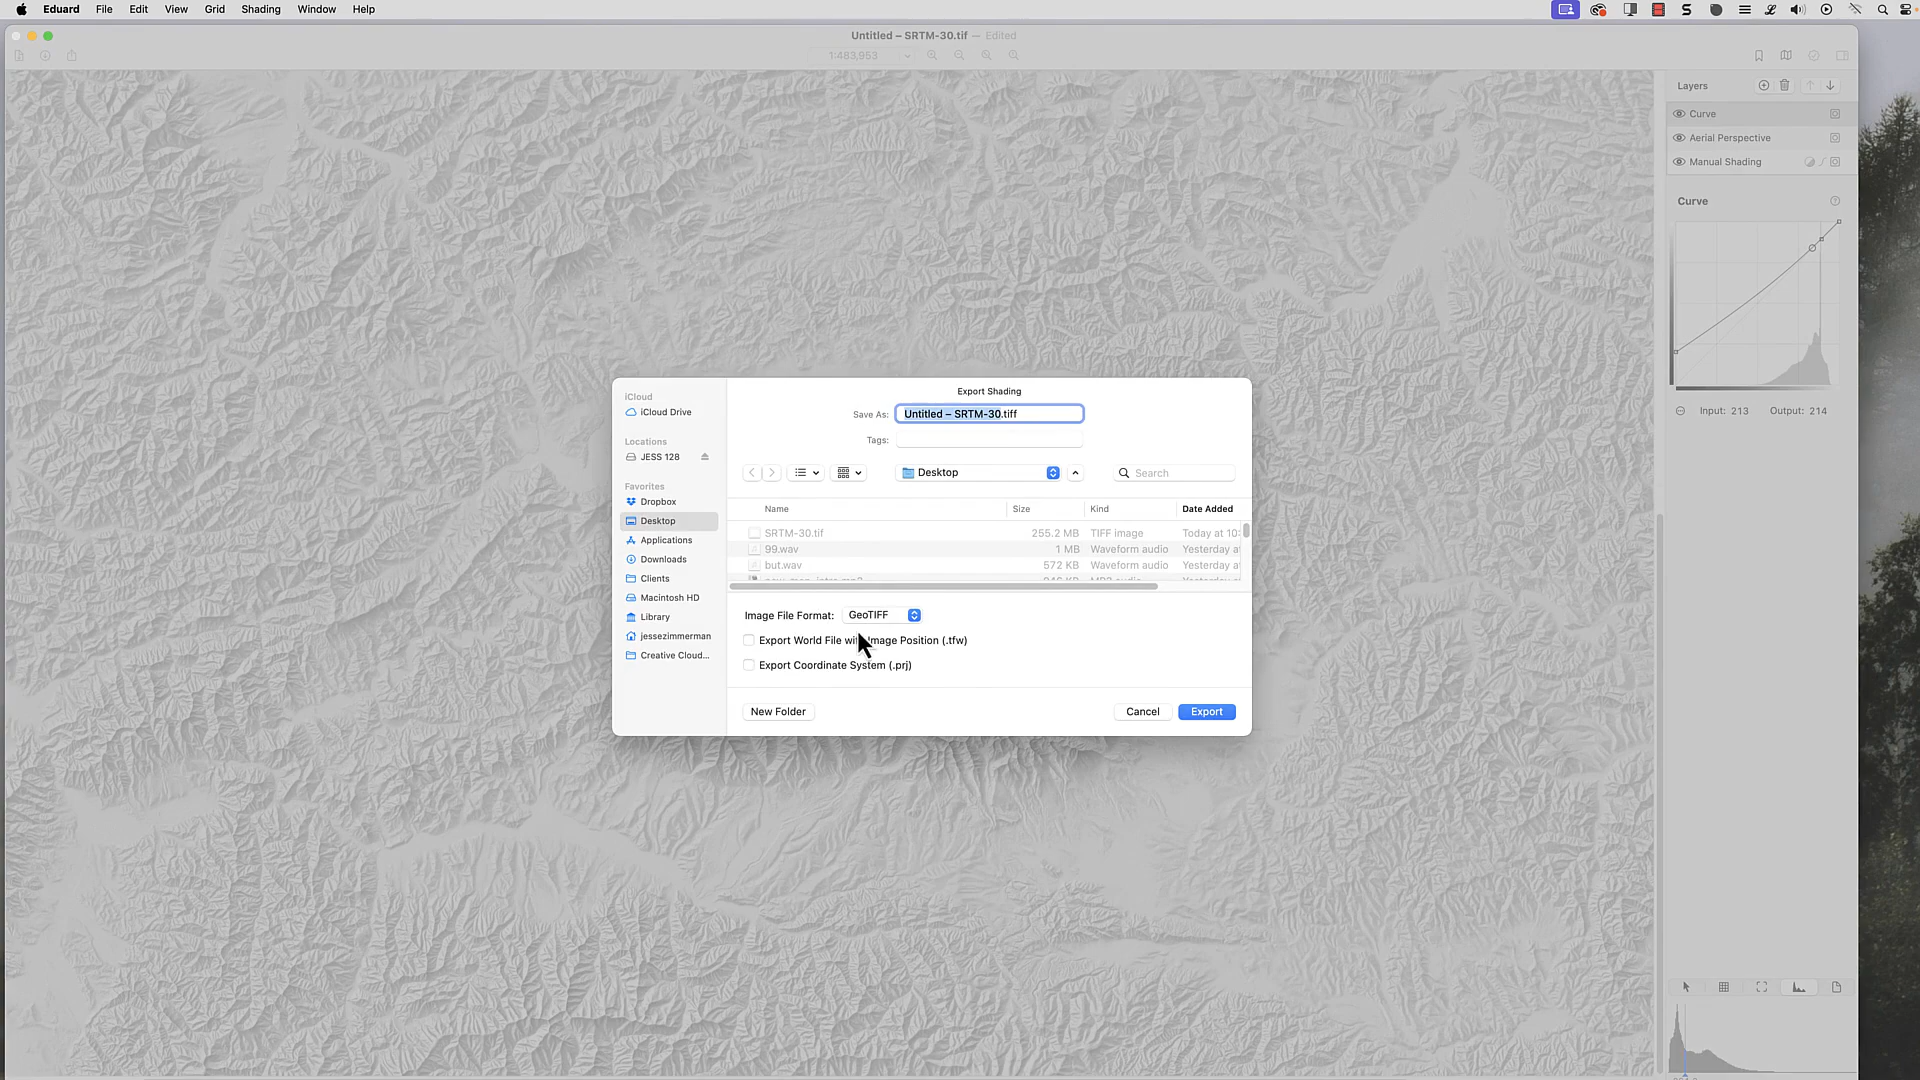 Eduard File Edit View Grid Shading Window Help
Untitled – SRTM-30.tif — Edited
1:483,953
Layers
Curve
Aerial Perspective
Manual Shading
Curve
Input: 213 Output: 214
Export Shading
Save As: Untitled – SRTM-30.tiff
Tags:
iCloud
iCloud Drive
Locations
JESS 128
Favorites
Dropbox
Desktop
Applications
Downloads
Clients
Macintosh HD
Library
jessezimmerman
Creative Cloud...
Desktop
Search
Name Size Kind Date Added
SRTM-30.tif 255.2 MB TIFF image Today at 10:
99.wav 1 MB Waveform audio Yesterday at
but.wav 572 KB Waveform audio Yesterday at
Image File Format: GeoTIFF
Export World File with Image Position (.tfw)
Export Coordinate System (.prj)
New Folder Cancel Export